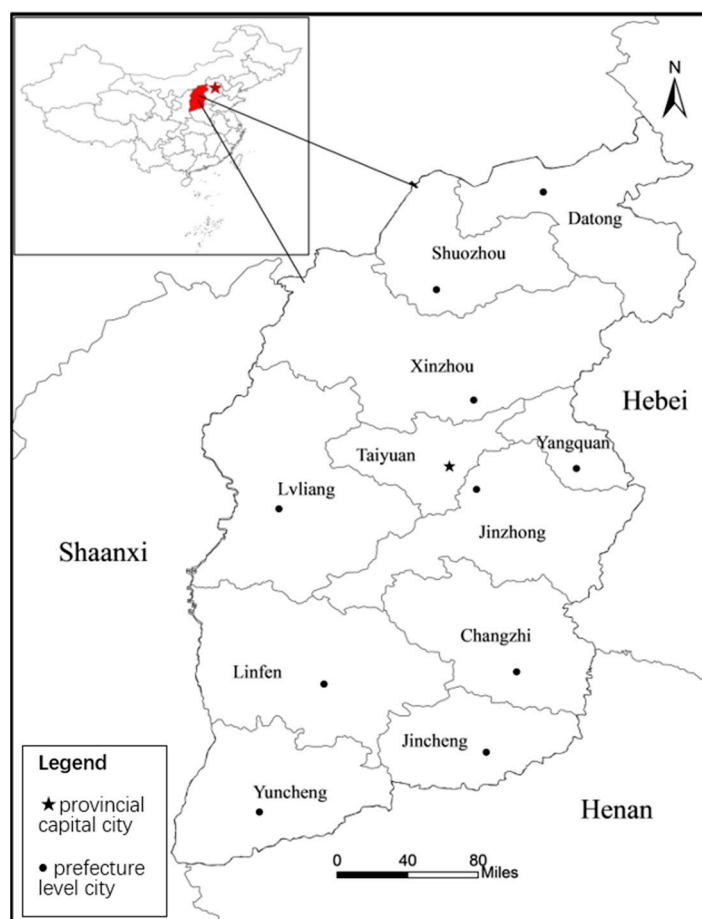 N
Datong
Shuozhou
Xinzhou
Hebei
Yangquan
Taiyuan
Lvliang
Jinzhong
Shaanxi
Changzhi
Linfen
Jincheng
Yuncheng
Henan
Legend
★ provincial
capital city
● prefecture
level city
0 40 80
Miles